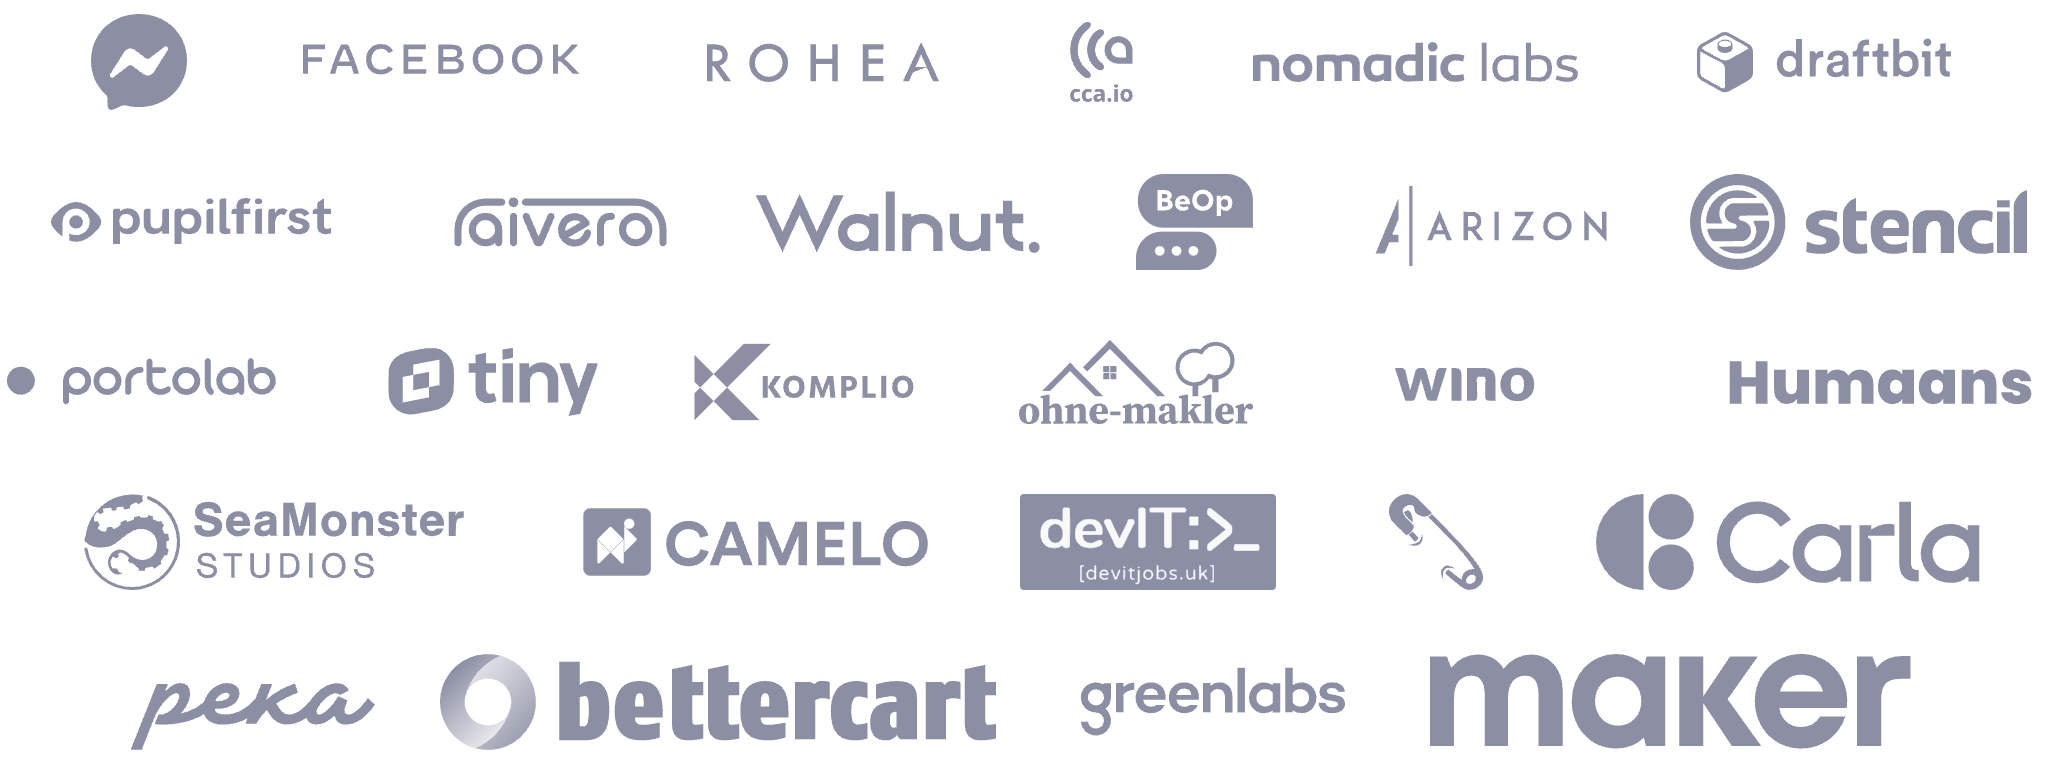 FACEBOOK
ROHEA
cca
cca.io
nomadic labs
draftbit
pupilfirst
aivero
Walnut.
BeOp
ARIZON
stencil
portolab
tiny
KOMPLIO
ohne-makler
wino
Humaans
SeaMonster
STUDIOS
CAMELO
devIT:>_
[devitjobs.uk]
Carla
peka
bettercart
greenlabs
maker